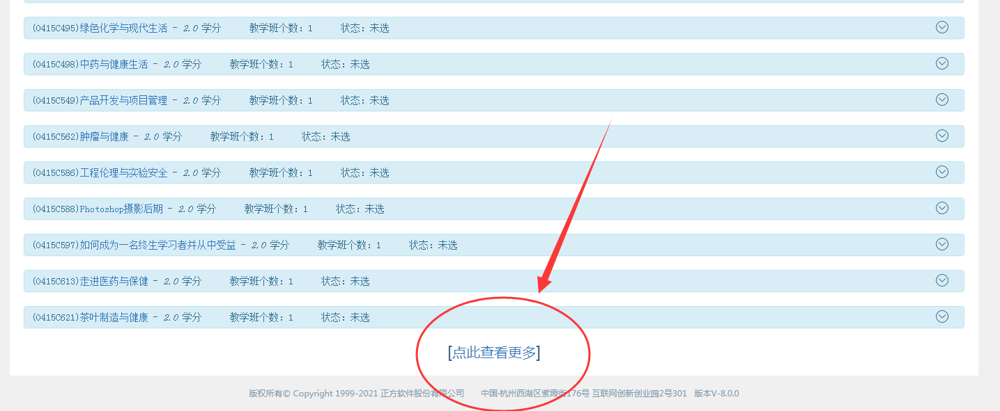 (0415C495)绿色化学与现代生活 - 2.0 学分 教学班个数：1 状态：未选
(0415C498)中药与健康生活 - 2.0 学分 教学班个数：1 状态：未选
(0415C549)产品开发与项目管理 - 2.0 学分 教学班个数：1 状态：未选
(0415C562)肿瘤与健康 - 2.0 学分 教学班个数：1 状态：未选
(0415C586)工程伦理与实验安全 - 2.0 学分 教学班个数：1 状态：未选
(0415C588)Photoshop摄影后期 - 2.0 学分 教学班个数：1 状态：未选
(0415C597)如何成为一名终生学习者并从中受益 - 2.0 学分 教学班个数：1 状态：未选
(0415C613)走进医药与保健 - 2.0 学分 教学班个数：1 状态：未选
(0415C621)茶叶制造与健康 - 2.0 学分 教学班个数：1 状态：未选
[点此查看更多]
版权所有© Copyright 1999-2021 正方软件股份有限公司 中国·杭州西湖区紫霞街176号 互联网创新创业园2号301 版本V-8.0.0